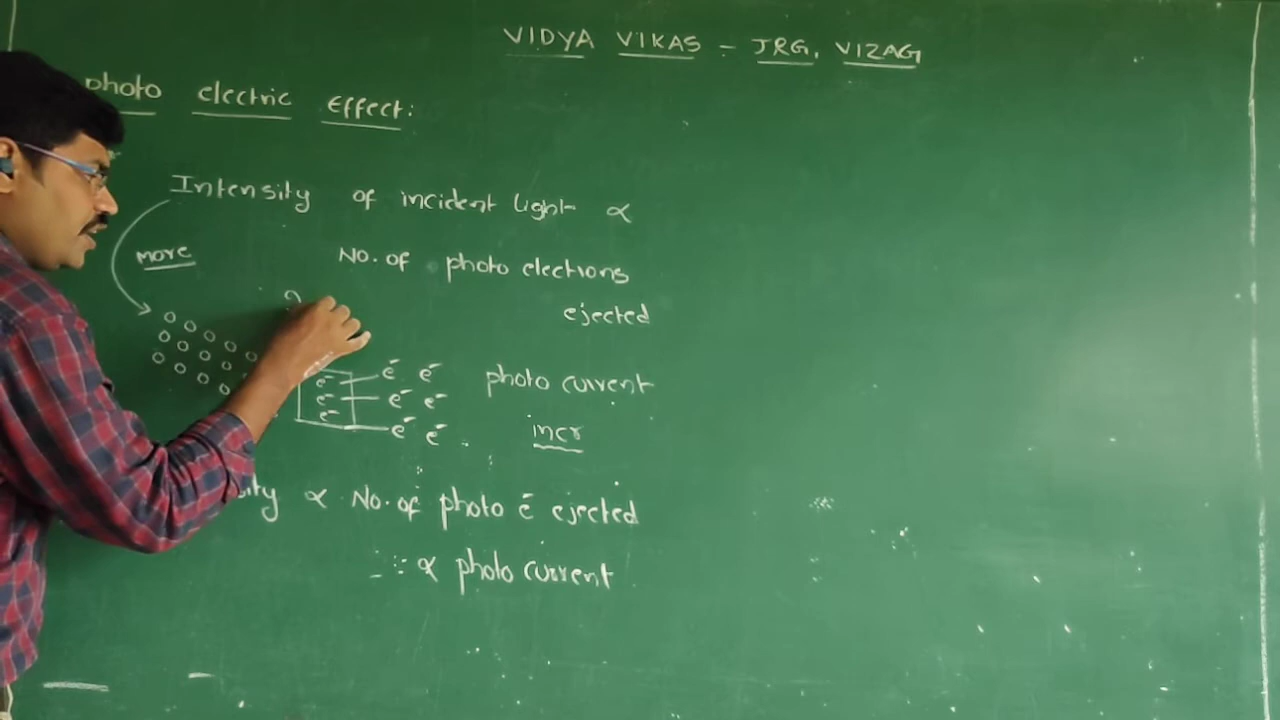 VIDYA VIKAS - JRG, VIZAG
photo electric Effect:
Intensity of incident light ∝
more
No. of photo elections
ejected
e⁻ e⁻ e⁻
e⁻ e⁻ e⁻
e⁻ e⁻ e⁻
photo current
incr
∝ No. of photo ē ejected
∝ photo current